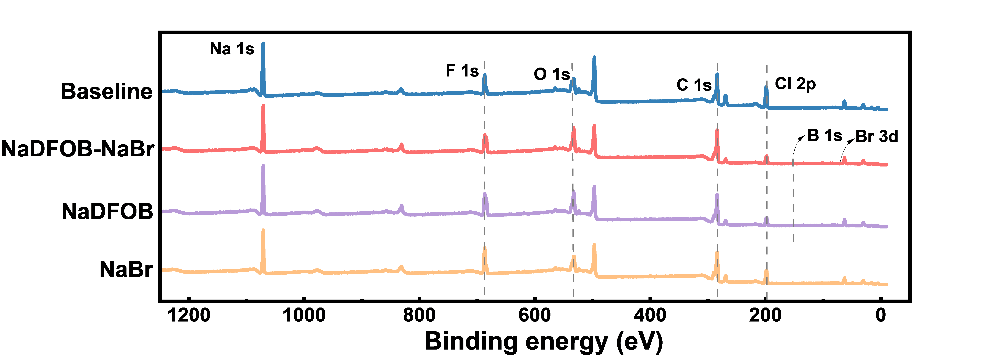 Na 1s
F 1s
O 1s
C 1s
Cl 2p
Baseline
B 1s
Br 3d
NaDFOB-NaBr
NaDFOB
NaBr
1200 1000 800 600 400 200 0
Binding energy (eV)